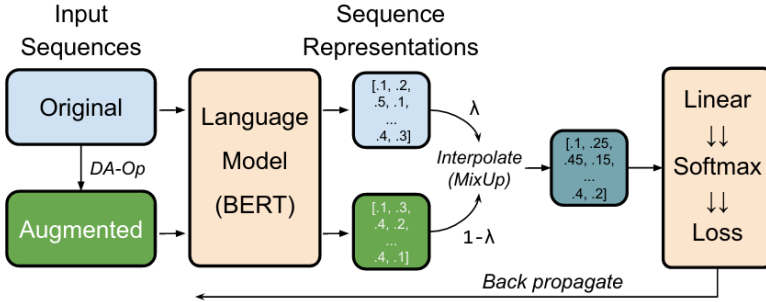 Input
Sequences
Sequence
Representations
Original
DA-Op
Augmented
Language
Model
(BERT)
[.1, .2,
.5, .1,
...
.4, .3]
[.1, .3,
.4, .2,
...
.4, .1]
λ
Interpolate
(MixUp)
1-λ
[.1, .25,
.45, .15,
...
.4, .2]
Linear
↓↓
Softmax
↓↓
Loss
Back propagate